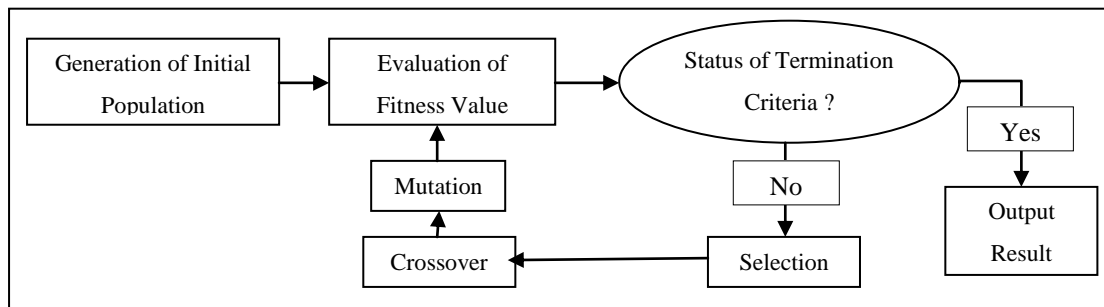 Generation of Initial
Population
Evaluation of
Fitness Value
Status of Termination
Criteria ?
Yes
Mutation
No
Output
Result
Crossover
Selection